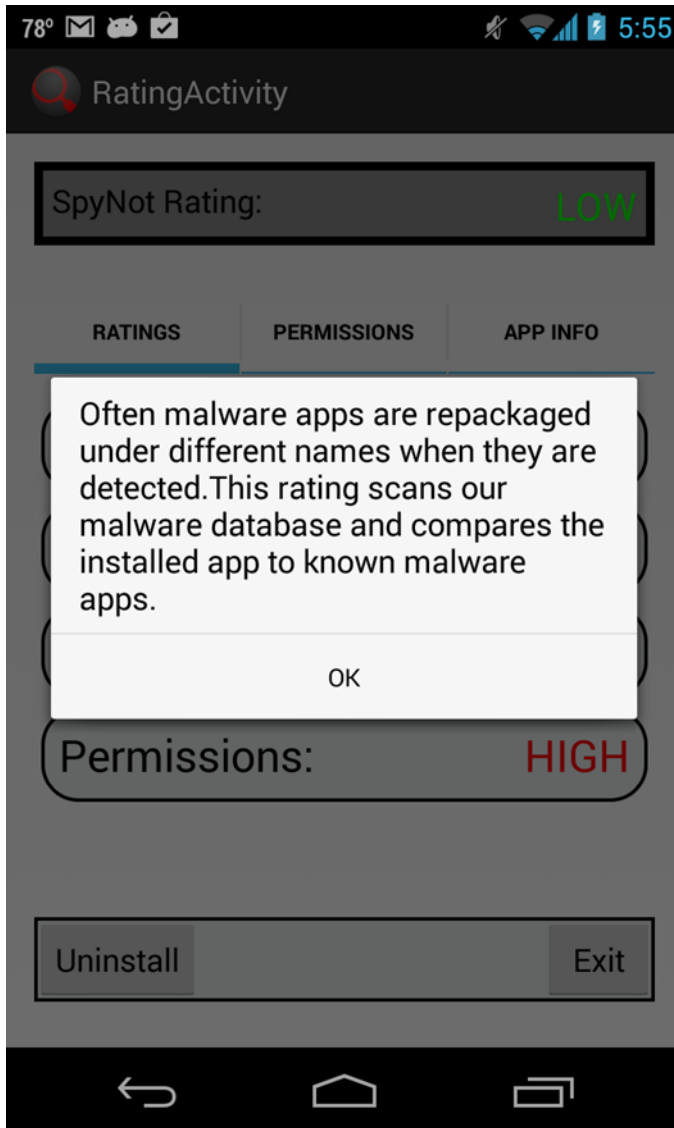 78° 5:55
RatingActivity
SpyNot Rating: LOW
RATINGS PERMISSIONS APP INFO
Often malware apps are repackaged
under different names when they are
detected.This rating scans our
malware database and compares the
installed app to known malware
apps.
OK
Permissions: HIGH
Uninstall Exit